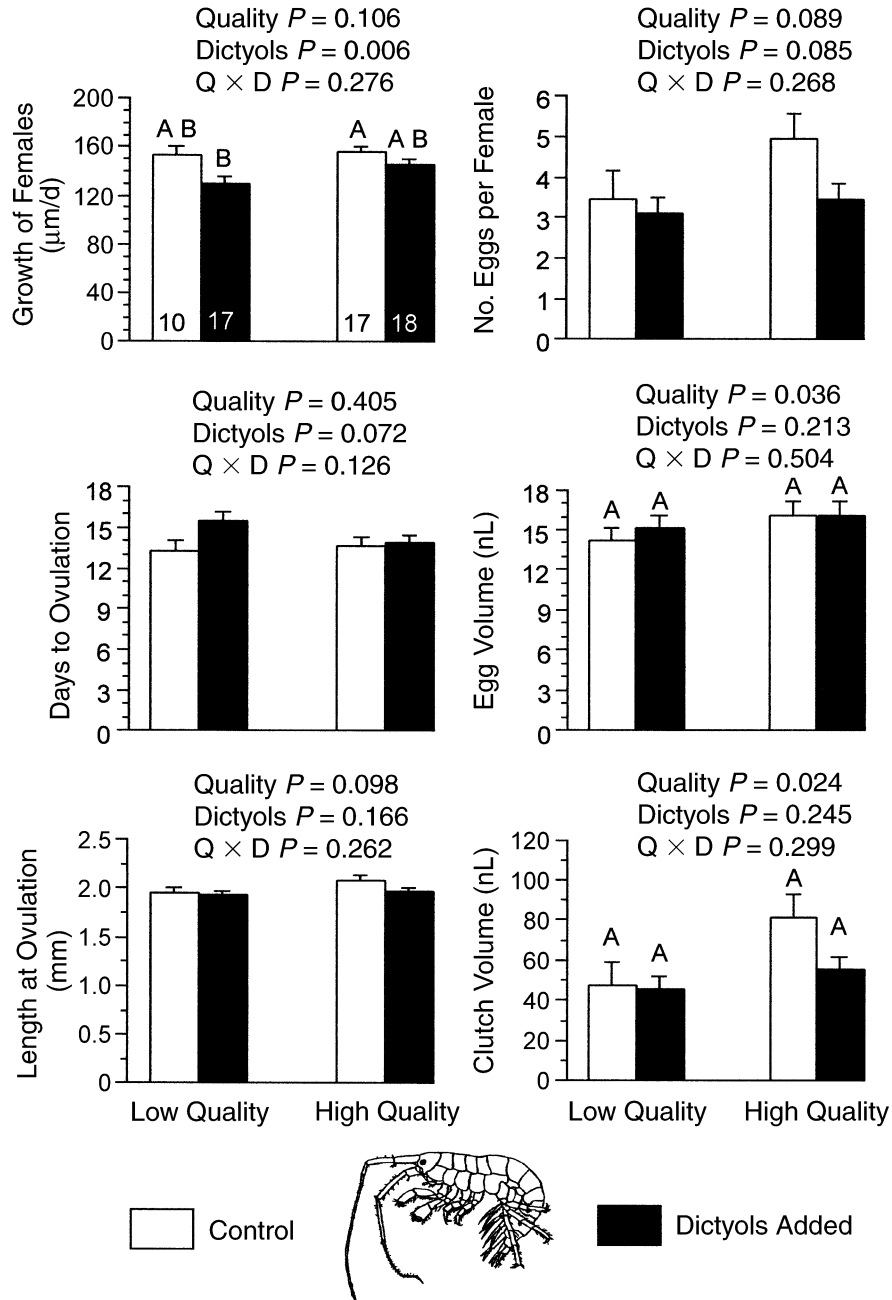 Quality P = 0.106
Dictyols P = 0.006
Q × D P = 0.276
Growth of Females
(µm/d)
200
160
120
80
40
0
A B
B
A
A B
10
17
17
18
Quality P = 0.089
Dictyols P = 0.085
Q × D P = 0.268
No. Eggs per Female
6
5
4
3
2
1
0
Quality P = 0.405
Dictyols P = 0.072
Q × D P = 0.126
Days to Ovulation
18
15
12
9
6
3
0
Quality P = 0.036
Dictyols P = 0.213
Q × D P = 0.504
Egg Volume (nL)
18
15
12
9
6
3
0
A
A
A
A
Quality P = 0.098
Dictyols P = 0.166
Q × D P = 0.262
Length at Ovulation
(mm)
2.5
2.0
1.5
1.0
0.5
0
Low Quality
High Quality
Quality P = 0.024
Dictyols P = 0.245
Q × D P = 0.299
Clutch Volume (nL)
120
100
80
60
40
20
0
A
A
A
A
Low Quality
High Quality
Control
Dictyols Added